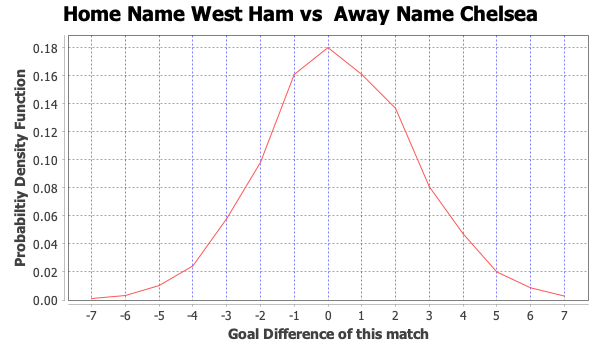 Home Name West Ham vs  Away Name Chelsea
Probabiltiy Density Function
0.18
0.16
0.14
0.12
0.10
0.08
0.06
0.04
0.02
0.00
-7 -6 -5 -4 -3 -2 -1 0 1 2 3 4 5 6 7
Goal Difference of this match